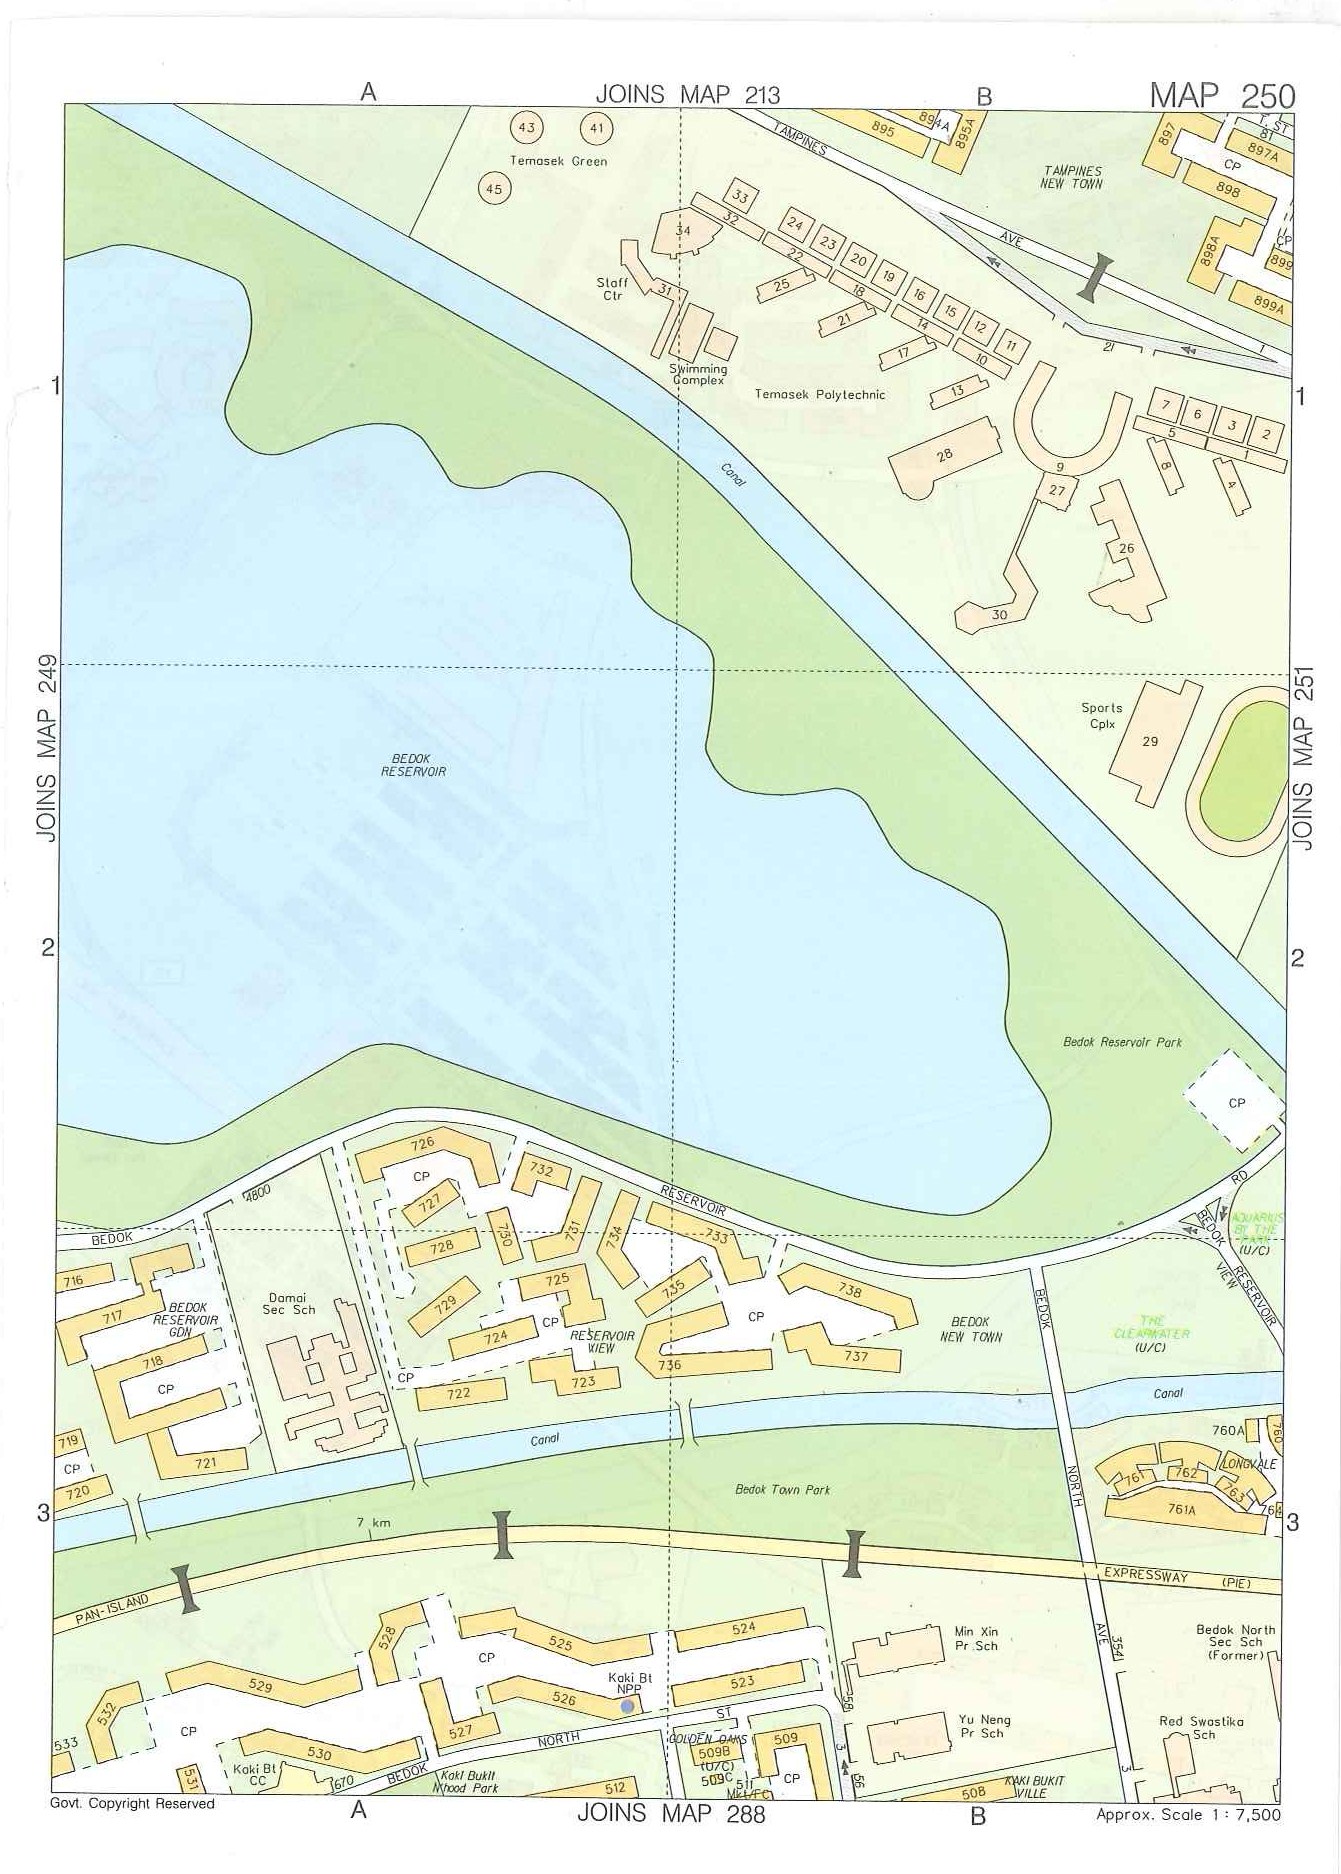 A
JOINS MAP 213
B
MAP 250
43
41
Temasek Green
45
TAMPINES
895
894A
895A
TAMPINES
NEW TOWN
897
T. ST
81
897A
CP
898
CP
898A
899
899A
AVE
1
21
33
32
34
24
23
22
20
19
18
16
15
14
12
11
10
25
21
17
13
Staff
Ctr
31
Swimming
Complex
Temasek Polytechnic
28
9
27
7
6
3
2
5
1
8
4
26
30
1
1
Canal
JOINS MAP 249
JOINS MAP 251
Sports
Cplx
29
BEDOK
RESERVOIR
2
2
Bedok Reservoir Park
CP
RD
726
CP
727
732
4800
RESERVOIR
BEDOK
728
730
731
734
733
BEDOK
AQUARIUS
BY THE
PARK
(U/C)
RESERVOIR
VIEW
716
717
BEDOK
RESERVOIR
GDN
718
CP
Damai
Sec Sch
729
725
724
CP
RESERVOIR
VIEW
735
CP
738
BEDOK
NEW TOWN
BEDOK
THE
CLEARWATER
(U/C)
736
737
CP
722
723
719
CP
720
721
Canal
Canal
760A
760
LONGVALE
761
762
763
764
761A
NORTH
Bedok Town Park
3
3
7 km
PAN-ISLAND
EXPRESSWAY
(PIE)
528
525
524
CP
Min Xin
Pr Sch
AVE
3541
Bedok North
Sec Sch
(Former)
529
Kaki Bt
NPP
523
526
532
CP
527
58
ST
Yu Neng
Pr Sch
Red Swastika
Sch
533
530
NORTH
GOLDEN OAKS
509B
(U/C)
509C
509
3
531
Kaki Bt
CC
670
BEDOK
Kaki Bukit
N'hood Park
512
511
Mkt/FC
CP
56
508
KAKI BUKIT
VILLE
3
Govt. Copyright Reserved
A
JOINS MAP 288
B
Approx. Scale 1 : 7,500